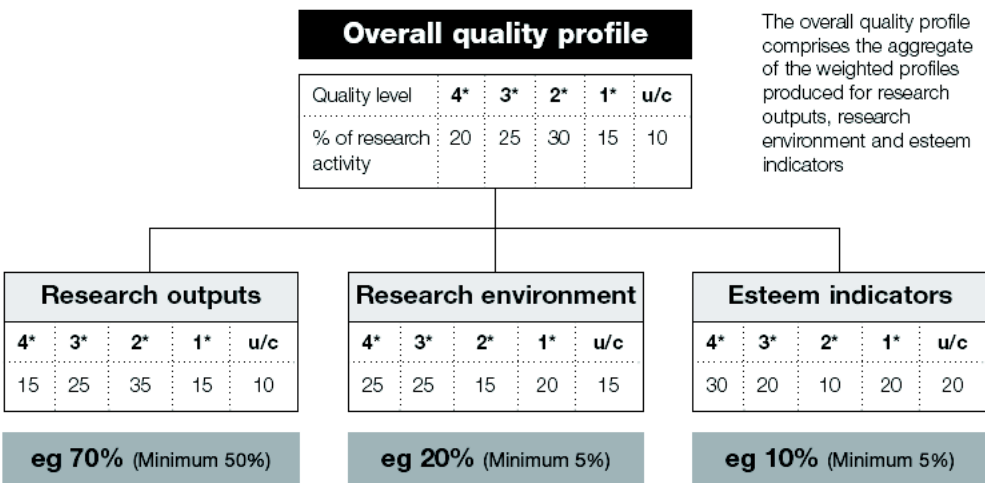 Overall quality profile
Quality level 4* 3* 2* 1* u/c
% of research activity 20 25 30 15 10
The overall quality profile
comprises the aggregate
of the weighted profiles
produced for research
outputs, research
environment and esteem
indicators
Research outputs
4* 3* 2* 1* u/c
15 25 35 15 10
eg 70% (Minimum 50%)
Research environment
4* 3* 2* 1* u/c
25 25 15 20 15
eg 20% (Minimum 5%)
Esteem indicators
4* 3* 2* 1* u/c
30 20 10 20 20
eg 10% (Minimum 5%)